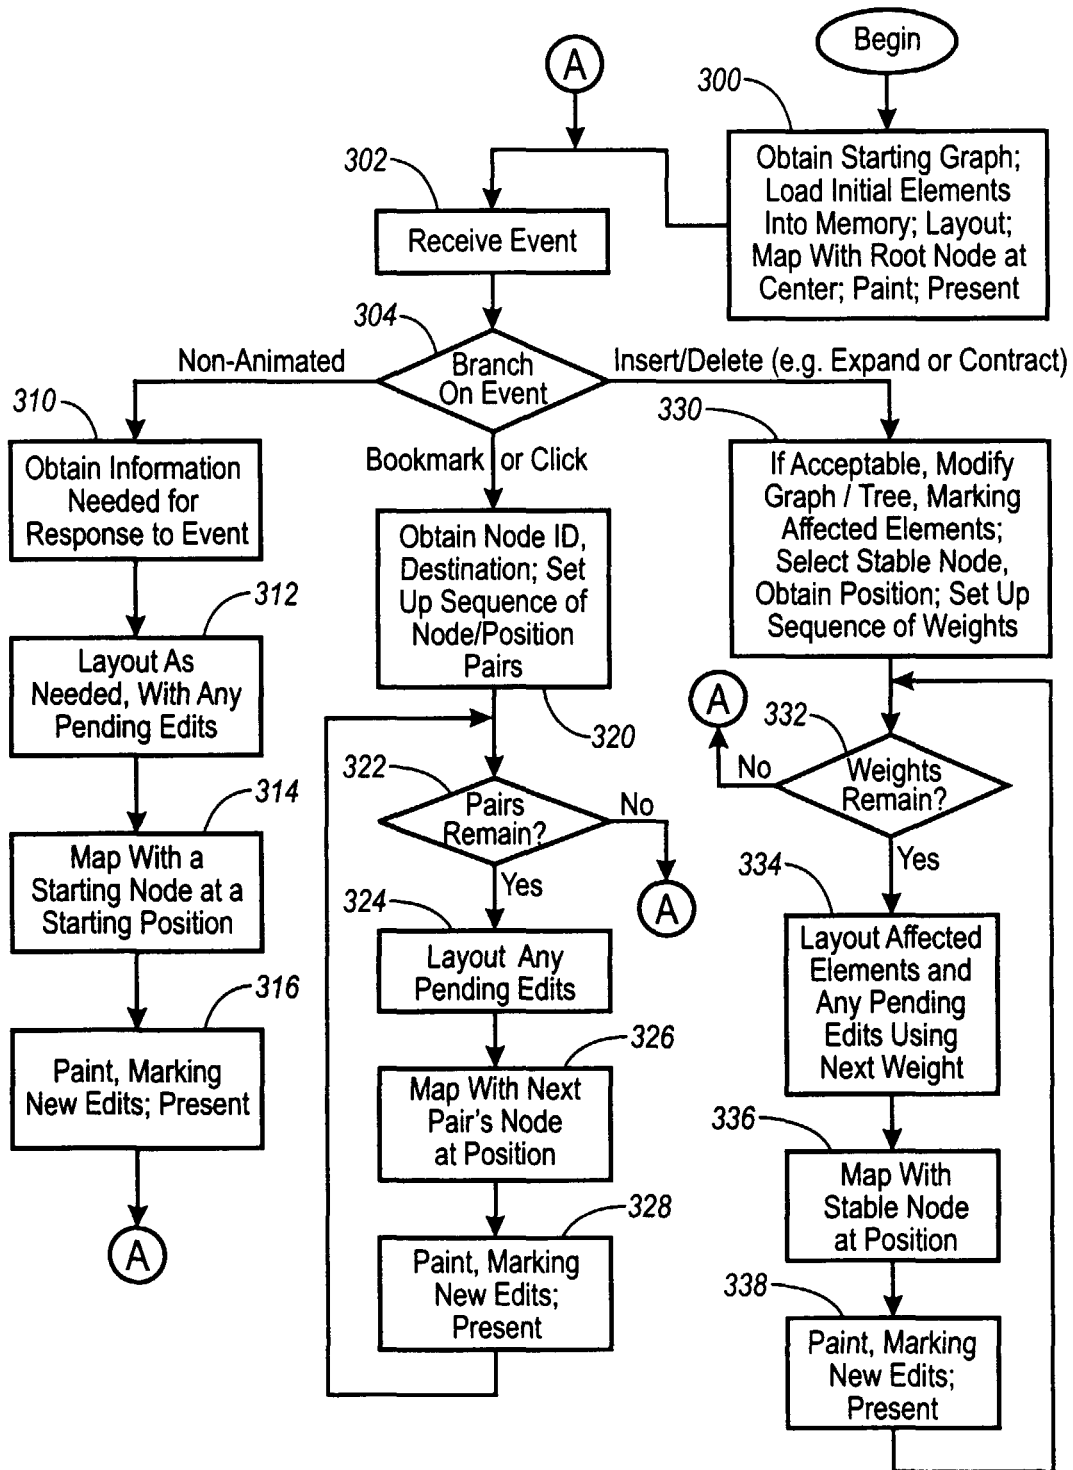 Begin
A
300
Obtain Starting Graph;
Load Initial Elements
Into Memory; Layout;
Map With Root Node at
Center; Paint; Present
302
Receive Event
304
Branch
On Event
Non-Animated
Insert/Delete (e.g. Expand or Contract)
Bookmark or Click
310
Obtain Information
Needed for
Response to Event
312
Layout As
Needed, With Any
Pending Edits
314
Map With a
Starting Node at a
Starting Position
316
Paint, Marking
New Edits; Present
A
Obtain Node ID,
Destination; Set
Up Sequence of
Node/Position
Pairs
320
322
Pairs
Remain?
No
A
Yes
324
Layout Any
Pending Edits
326
Map With Next
Pair's Node
at Position
328
Paint, Marking
New Edits;
Present
330
If Acceptable, Modify
Graph / Tree, Marking
Affected Elements;
Select Stable Node,
Obtain Position; Set Up
Sequence of Weights
A
332
No
Weights
Remain?
Yes
334
Layout Affected
Elements and
Any Pending
Edits Using
Next Weight
336
Map With
Stable Node
at Position
338
Paint, Marking
New Edits;
Present